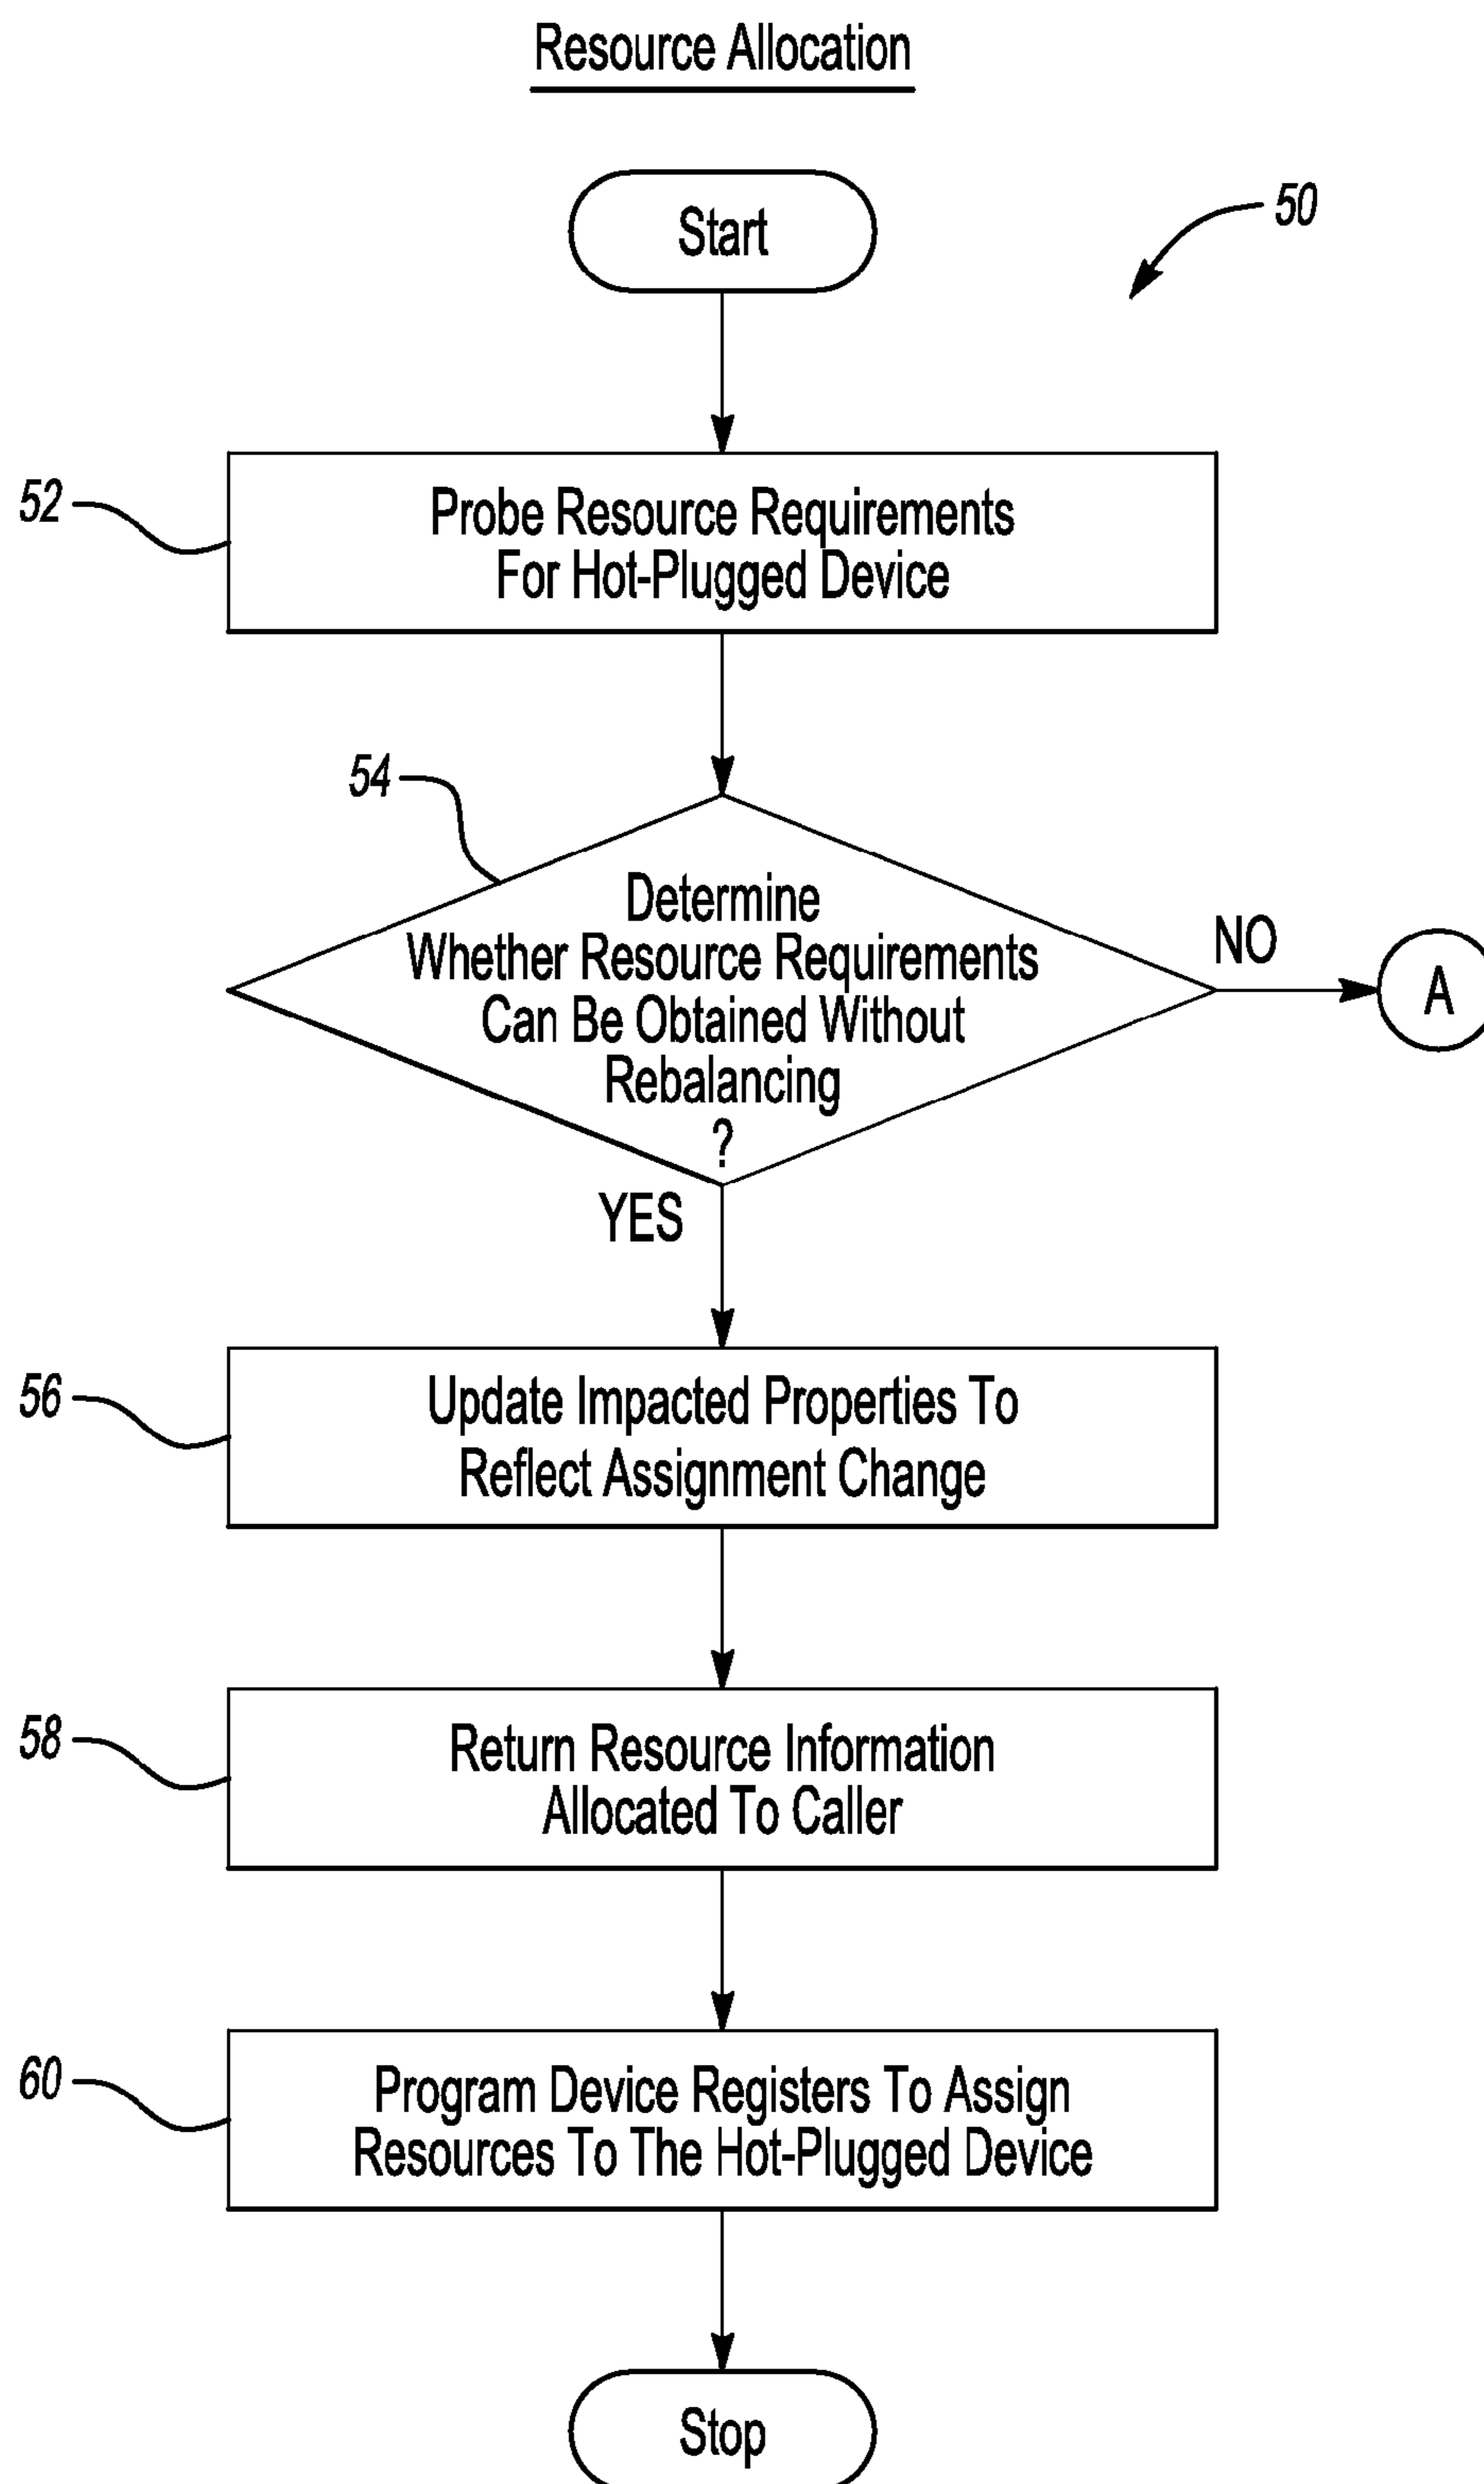 Resource Allocation
Start
50
52
Probe Resource Requirements
For Hot-Plugged Device
54
Determine
Whether Resource Requirements
Can Be Obtained Without
Rebalancing
?
NO
A
YES
56
Update Impacted Properties To
Reflect Assignment Change
58
Return Resource Information
Allocated To Caller
60
Program Device Registers To Assign
Resources To The Hot-Plugged Device
Stop